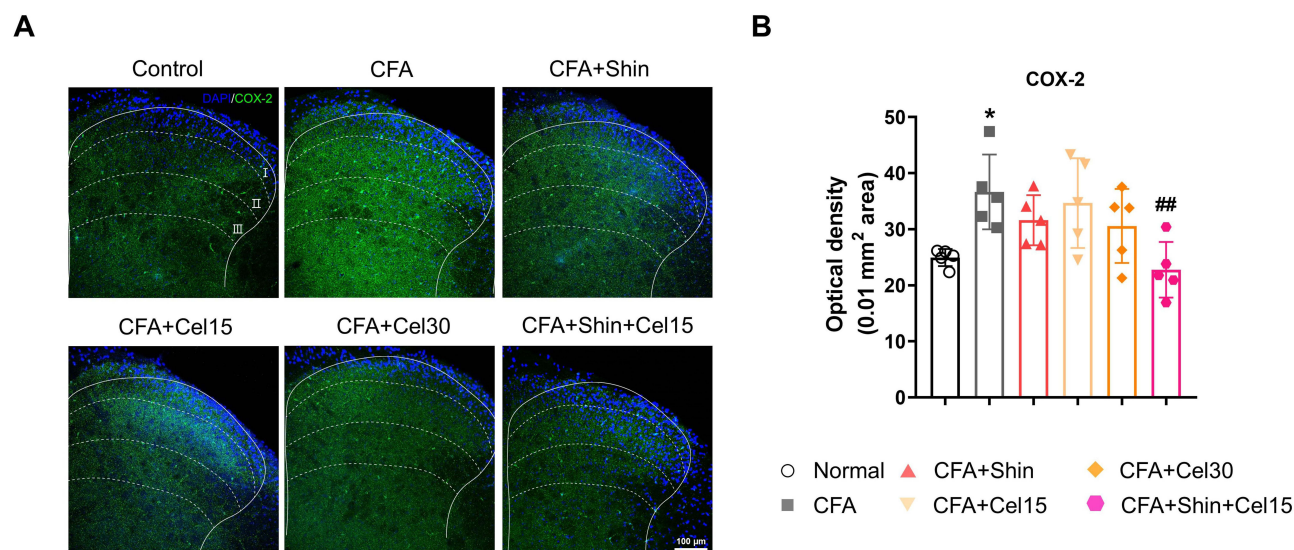 A
B
Control
CFA
CFA+Shin
DAPI/COX-2
I
II
III
CFA+Cel15
CFA+Cel30
CFA+Shin+Cel15
100 μm
COX-2
Optical density
(0.01 mm² area)
50
40
30
20
10
0
*
##
Normal
CFA+Shin
CFA+Cel30
CFA
CFA+Cel15
CFA+Shin+Cel15